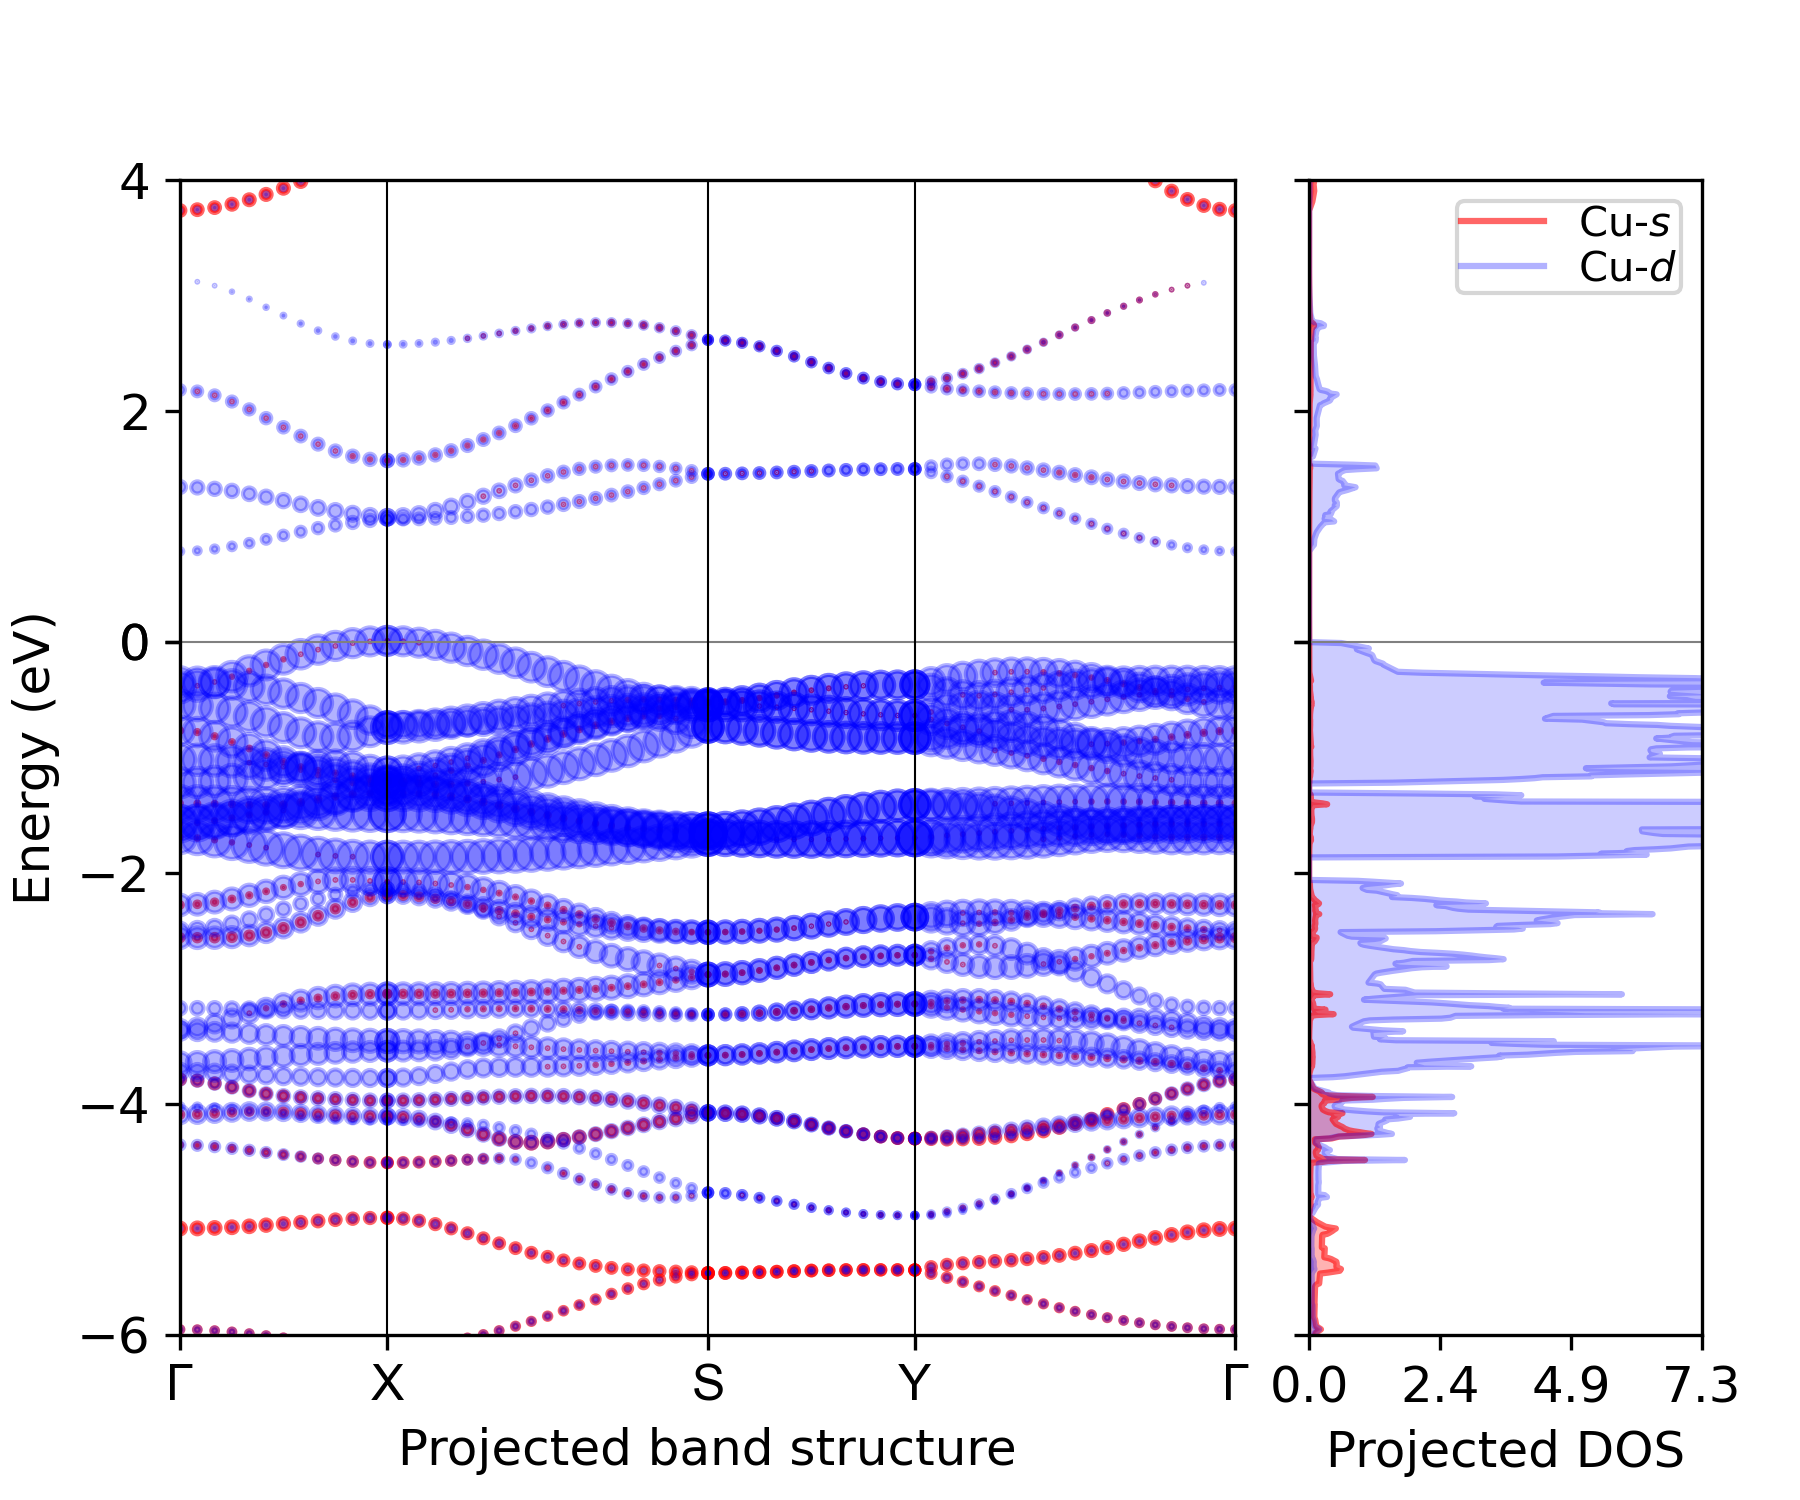 4
2
0
−2
−4
−6
Energy (eV)
Γ X S Y Γ
Projected band structure
Cu-s
Cu-d
0.0 2.4 4.9 7.3
Projected DOS